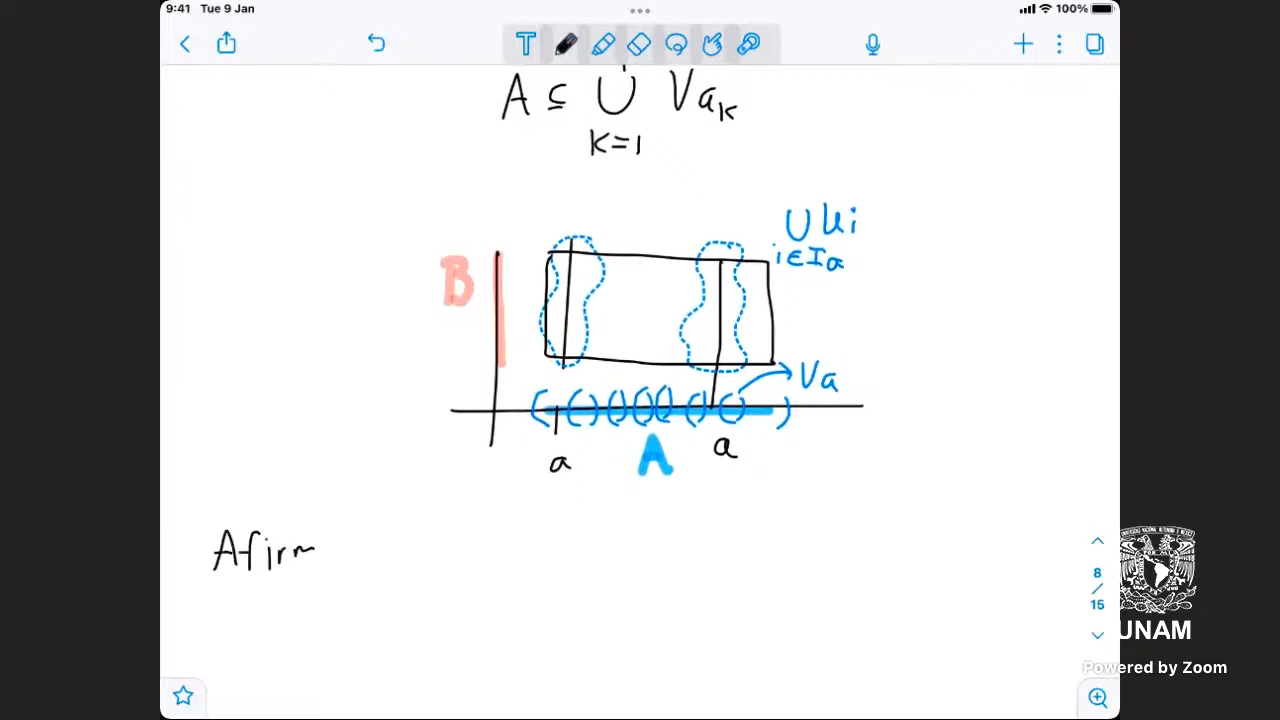 9:41 Tue 9 Jan
100%
A ⊆ ∪ Va_K
K=1
∪ Ui
i∈Ia
B
Va
a
A
a
Afirm
8
/
15
UNAM
Powered by Zoom